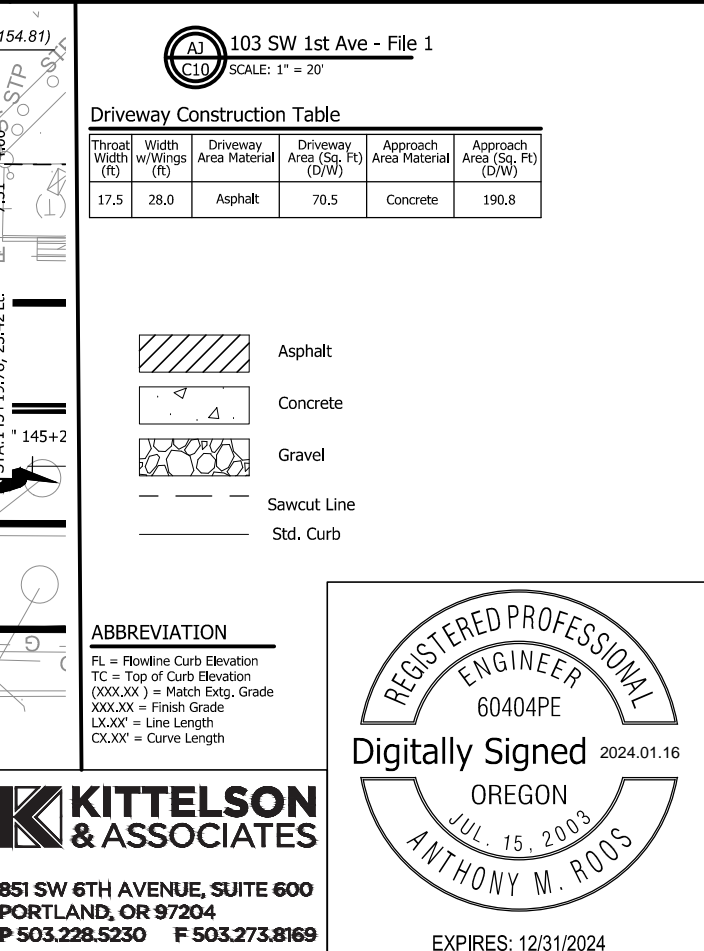 154.81)
STP
STP
145+2
G
AJ
C10
103 SW 1st Ave - File 1
SCALE: 1" = 20'
Driveway Construction Table
Throat Width (ft) Width w/Wings (ft) Driveway Area Material Driveway Area (Sq. Ft) (D/W) Approach Area Material Approach Area (Sq. Ft) (D/W)
17.5 28.0 Asphalt 70.5 Concrete 190.8
Asphalt
Concrete
Gravel
Sawcut Line
Std. Curb
ABBREVIATION
FL = Flowline Curb Elevation
TC = Top of Curb Elevation
(XXX.XX ) = Match Extg. Grade
XXX.XX = Finish Grade
LX.XX' = Line Length
CX.XX' = Curve Length
REGISTERED PROFESSIONAL
ENGINEER
60404PE
Digitally Signed 2024.01.16
OREGON
JUL. 15, 2003
ANTHONY M. ROOS
EXPIRES: 12/31/2024
KITTELSON
& ASSOCIATES
851 SW 6TH AVENUE, SUITE 600
PORTLAND, OR 97204
P 503.228.5230 F 503.273.8169